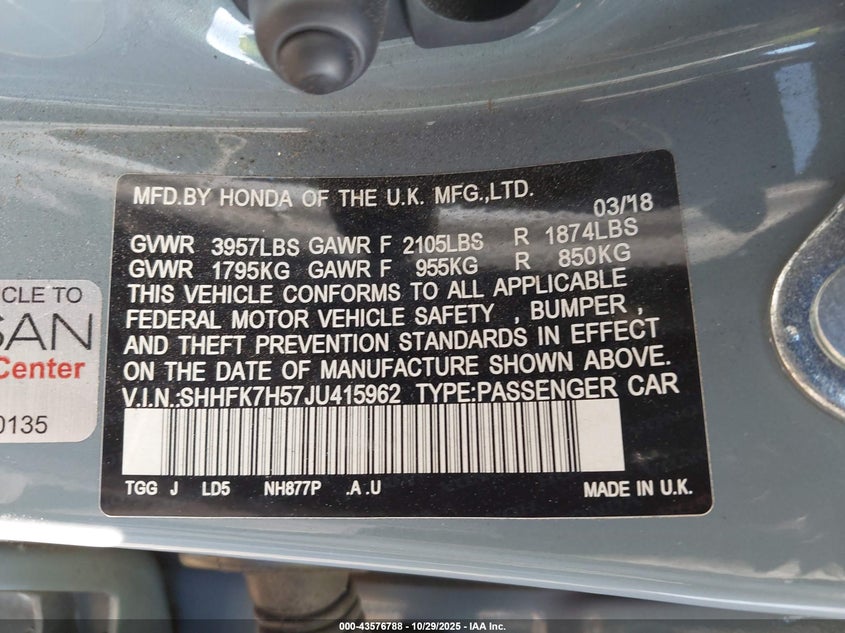 MFD.BY HONDA OF THE U.K. MFG.,LTD.
03/18
GVWR 3957LBS GAWR F 2105LBS R 1874LBS
GVWR 1795KG GAWR F 955KG R 850KG
THIS VEHICLE CONFORMS TO ALL APPLICABLE
FEDERAL MOTOR VEHICLE SAFETY , BUMPER ,
AND THEFT PREVENTION STANDARDS IN EFFECT
ON THE DATE OF MANUFACTURE SHOWN ABOVE.
V.I.N.:SHHFK7H57JU415962 TYPE:PASSENGER CAR
TGG J LD5 NH877P .A .U MADE IN U.K.
CLE TO
SAN
Center
0135
000-43576788 - 10/29/2025 - IAA Inc.